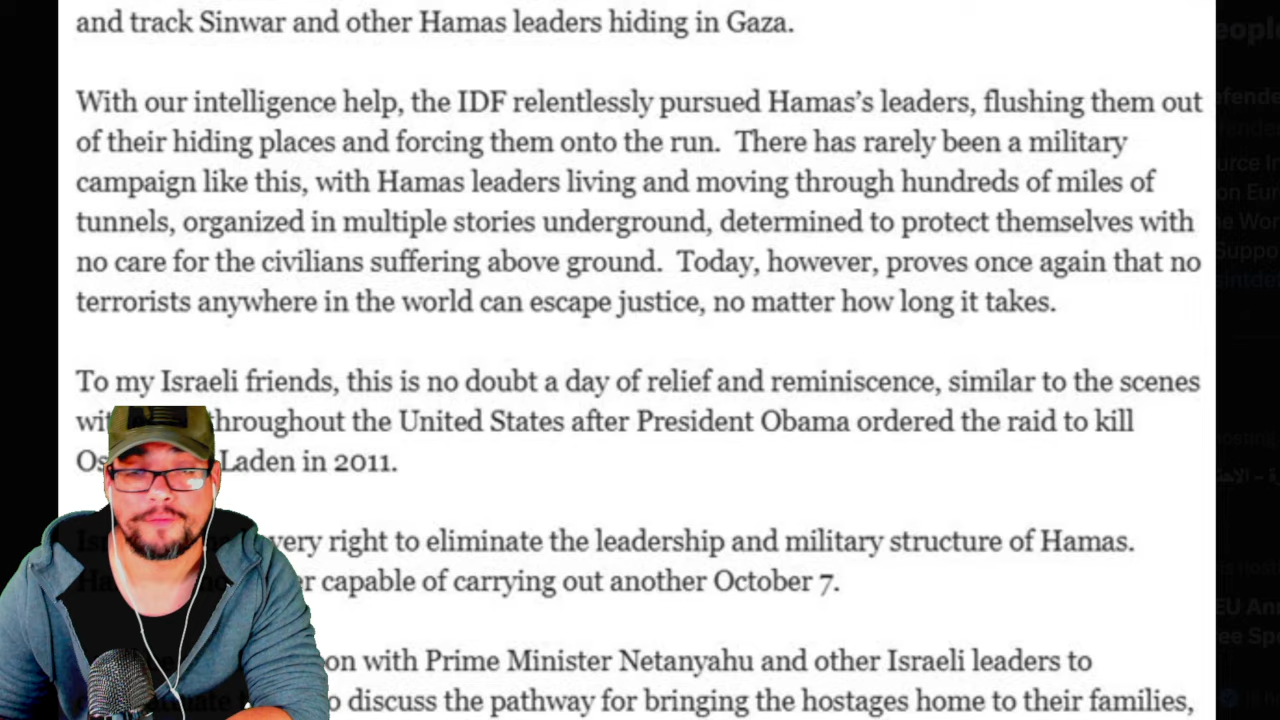 and track Sinwar and other Hamas leaders hiding in Gaza.
With our intelligence help, the IDF relentlessly pursued Hamas's leaders, flushing them out
of their hiding places and forcing them onto the run. There has rarely been a military
campaign like this, with Hamas leaders living and moving through hundreds of miles of
tunnels, organized in multiple stories underground, determined to protect themselves with
no care for the civilians suffering above ground. Today, however, proves once again that no
terrorists anywhere in the world can escape justice, no matter how long it takes.
To my Israeli friends, this is no doubt a day of relief and reminiscence, similar to the scenes
throughout the United States after President Obama ordered the raid to kill
Laden in 2011.
very right to eliminate the leadership and military structure of Hamas.
r capable of carrying out another October 7.
on with Prime Minister Netanyahu and other Israeli leaders to
o discuss the pathway for bringing the hostages home to their families,